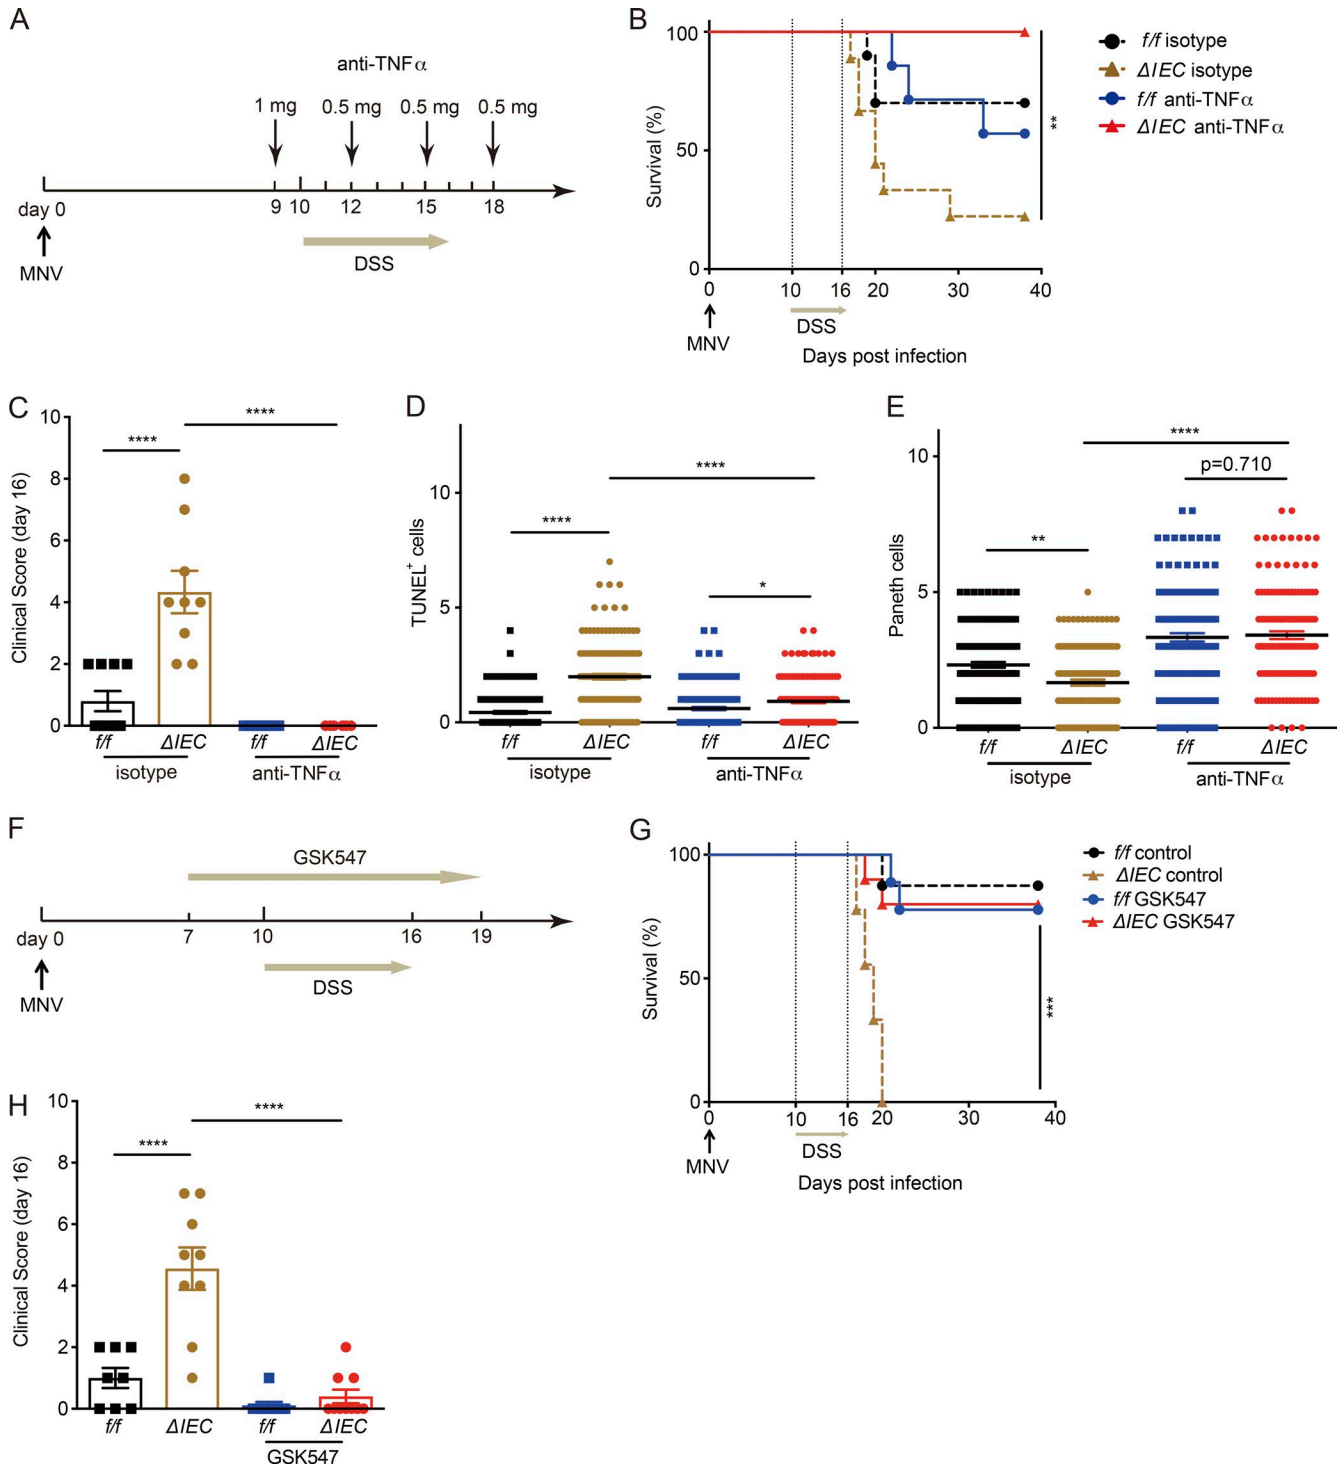 A
anti-TNFα
1 mg 0.5 mg 0.5 mg 0.5 mg
day 0 9 10 12 15 18
MNV
DSS
B
Survival (%)
100
50
0
0 10 16 20 30 40
MNV
DSS
Days post infection
**
f/f isotype
ΔIEC isotype
f/f anti-TNFα
ΔIEC anti-TNFα
C
Clinical Score (day 16)
10
8
6
4
2
0
**** ****
f/f ΔIEC f/f ΔIEC
isotype anti-TNFα
D
TUNEL+ cells
10
5
0
****
****
*
f/f ΔIEC f/f ΔIEC
isotype anti-TNFα
E
Paneth cells
10
5
0
****
p=0.710
**
f/f ΔIEC f/f ΔIEC
isotype anti-TNFα
F
GSK547
day 0 7 10 16 19
MNV
DSS
G
Survival (%)
100
50
0
0 10 16 20 30 40
MNV
DSS
Days post infection
***
f/f control
ΔIEC control
f/f GSK547
ΔIEC GSK547
H
Clinical Score (day 16)
10
8
6
4
2
0
****
****
f/f ΔIEC f/f ΔIEC
GSK547